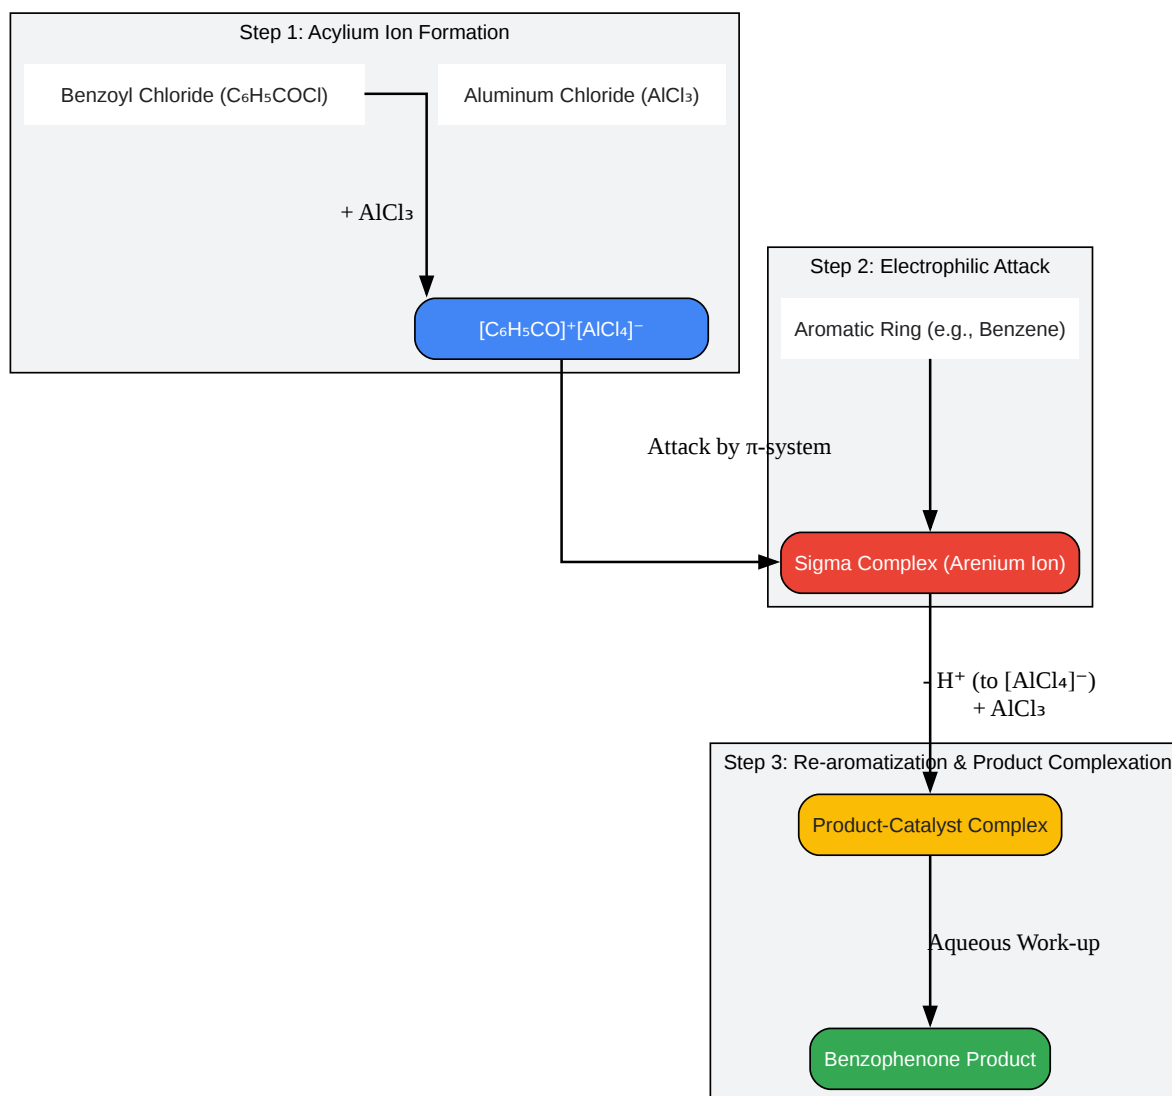 Step 1: Acylium Ion Formation
Benzoyl Chloride (C₆H₅COCl)
Aluminum Chloride (AlCl₃)
+ AlCl₃
[C₆H₅CO]⁺[AlCl₄]⁻
Step 2: Electrophilic Attack
Aromatic Ring (e.g., Benzene)
Attack by π-system
Sigma Complex (Arenium Ion)
- H⁺ (to [AlCl₄]⁻)
+ AlCl₃
Step 3: Re-aromatization & Product Complexation
Product-Catalyst Complex
Aqueous Work-up
Benzophenone Product